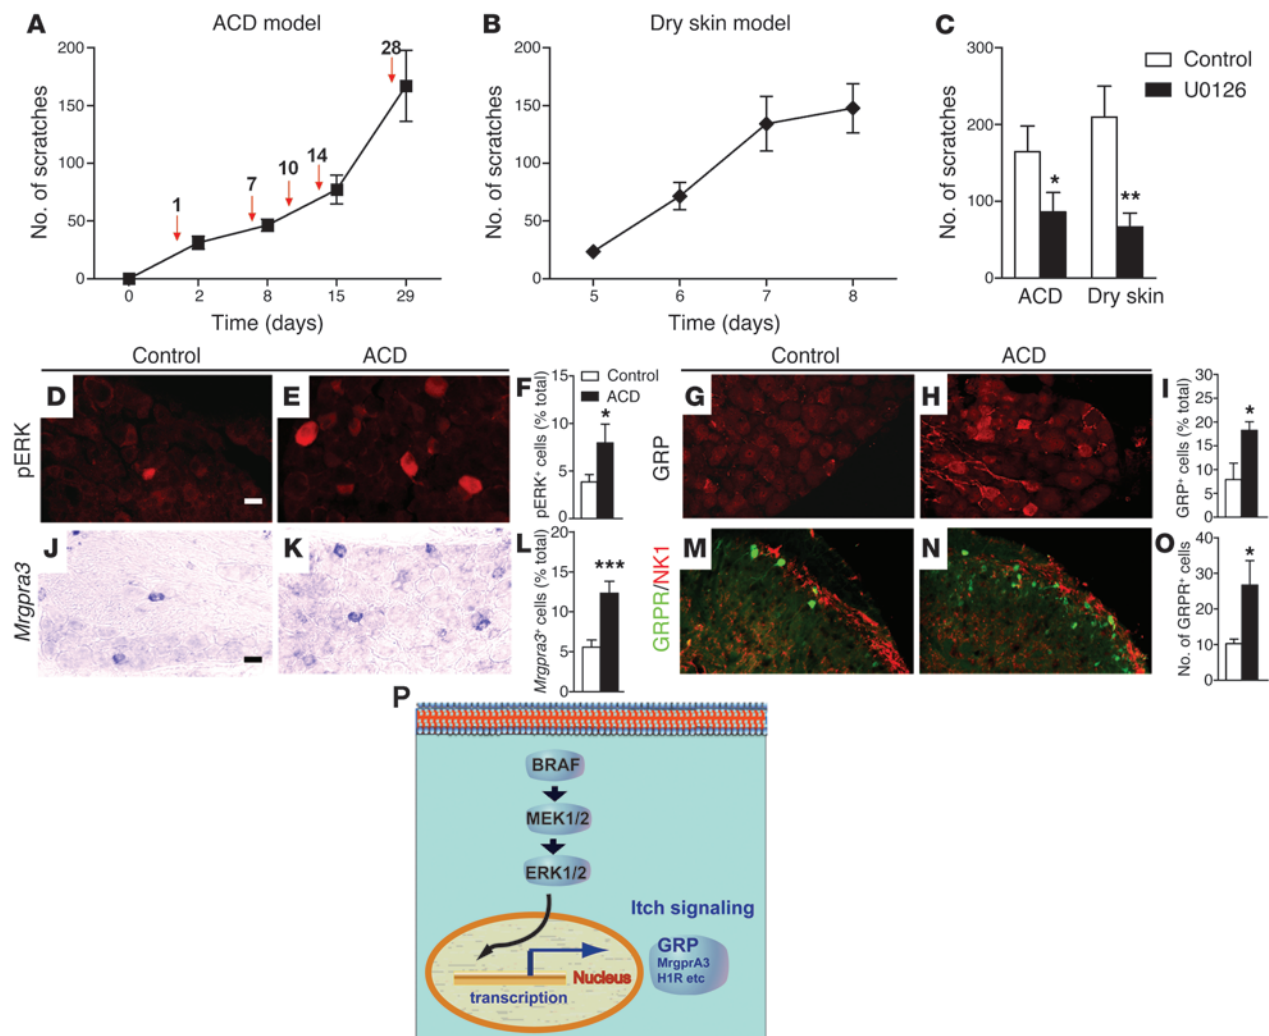 A ACD model
No. of scratches
200
150
100
50
0
1
7
10
14
28
0 2 8 15 29
Time (days)
B Dry skin model
No. of scratches
200
150
100
50
0
5 6 7 8
Time (days)
C
No. of scratches
300
200
100
0
*
**
ACD Dry skin
Control
U0126
Control ACD
pERK
D
E
F
pERK+ cells (% total)
15
10
5
0
Control
ACD
*
Control ACD
GRP
G
H
I
GRP+ cells (% total)
30
25
20
15
10
5
0
*
Mrgpra3
J
K
L
Mrgpra3+ cells (% total)
20
15
10
5
0
***
GRPR/NK1
M
N
O
No. of GRPR+ cells
40
30
20
10
0
*
P
BRAF
MEK1/2
ERK1/2
Itch signaling
GRP
MrgprA3
H1R etc
Nucleus
transcription